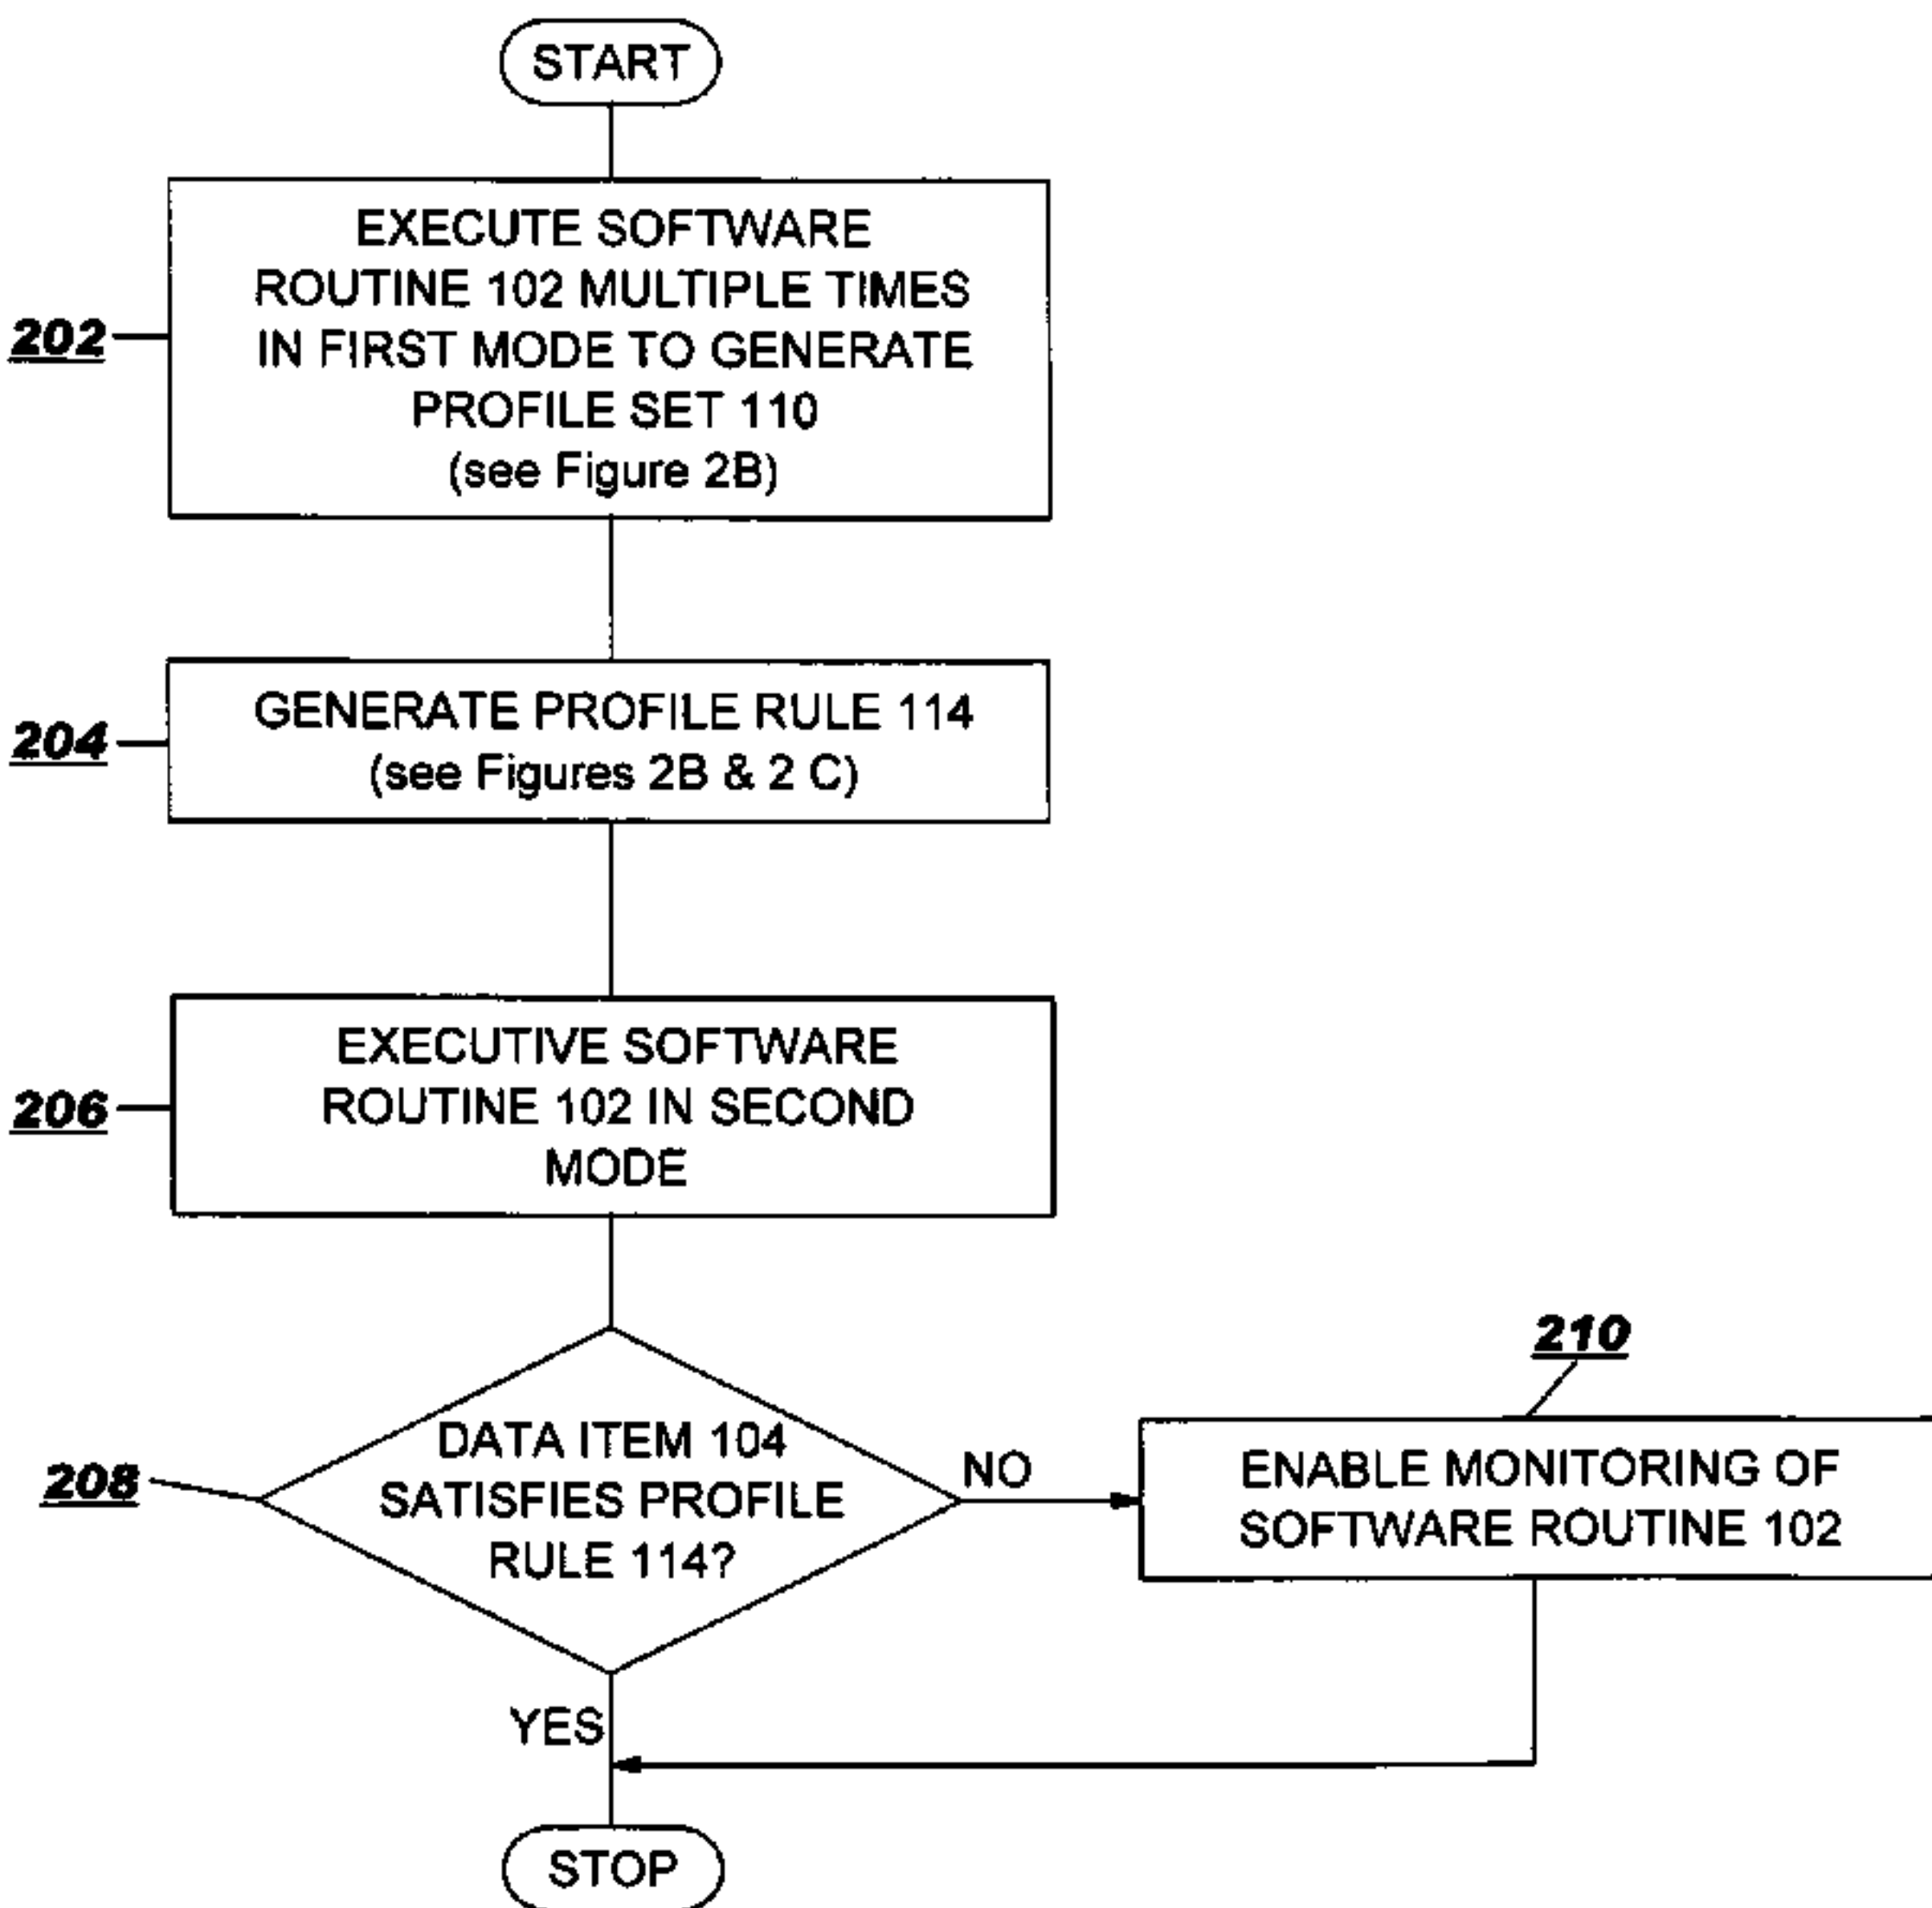 START
EXECUTE SOFTWARE
ROUTINE 102 MULTIPLE TIMES
IN FIRST MODE TO GENERATE
PROFILE SET 110
(see Figure 2B)
202
GENERATE PROFILE RULE 114
(see Figures 2B & 2 C)
204
EXECUTIVE SOFTWARE
ROUTINE 102 IN SECOND
MODE
206
DATA ITEM 104
SATISFIES PROFILE
RULE 114?
208
NO
210
ENABLE MONITORING OF
SOFTWARE ROUTINE 102
YES
STOP